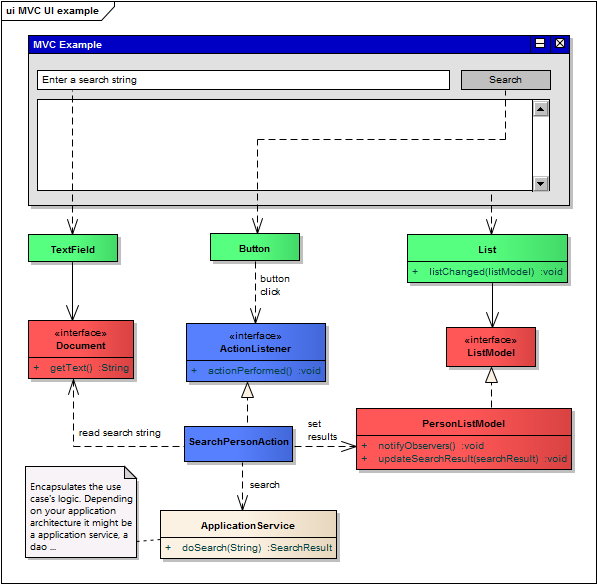 ui MVC UI example
MVC Example
Enter a search string
Search
TextField
Button
List
+ listChanged(listModel) :void
button
click
«interface»
Document
+ getText() :String
«interface»
ActionListener
+ actionPerformed() :void
«interface»
ListModel
read search string
SearchPersonAction
set
results
PersonListModel
+ notifyObservers() :void
+ updateSearchResult(searchResult) :void
search
Encapsulates the use
case's logic. Depending
on your application
architecture it might be
a application service, a
dao ...
ApplicationService
+ doSearch(String) :SearchResult